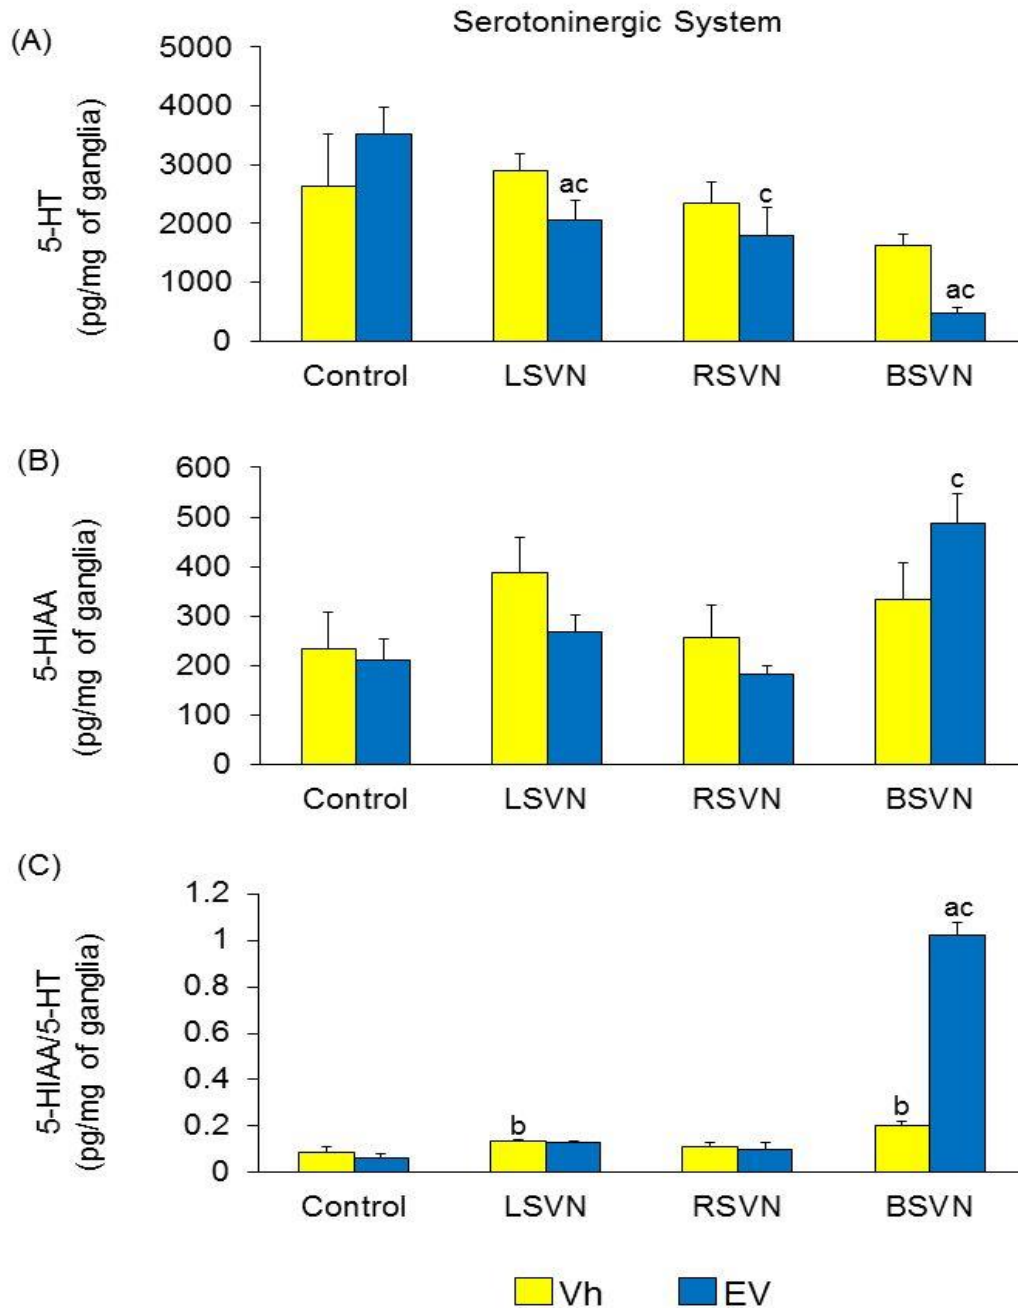 Serotoninergic System
(A)
5-HT
(pg/mg of ganglia)
5000
4000
3000
2000
1000
0
ac
c
ac
Control LSVN RSVN BSVN
(B)
5-HIAA
(pg/mg of ganglia)
600
500
400
300
200
100
0
c
Control LSVN RSVN BSVN
(C)
5-HIAA/5-HT
(pg/mg of ganglia)
1.2
1
0.8
0.6
0.4
0.2
0
b
b
ac
Control LSVN RSVN BSVN
Vh EV